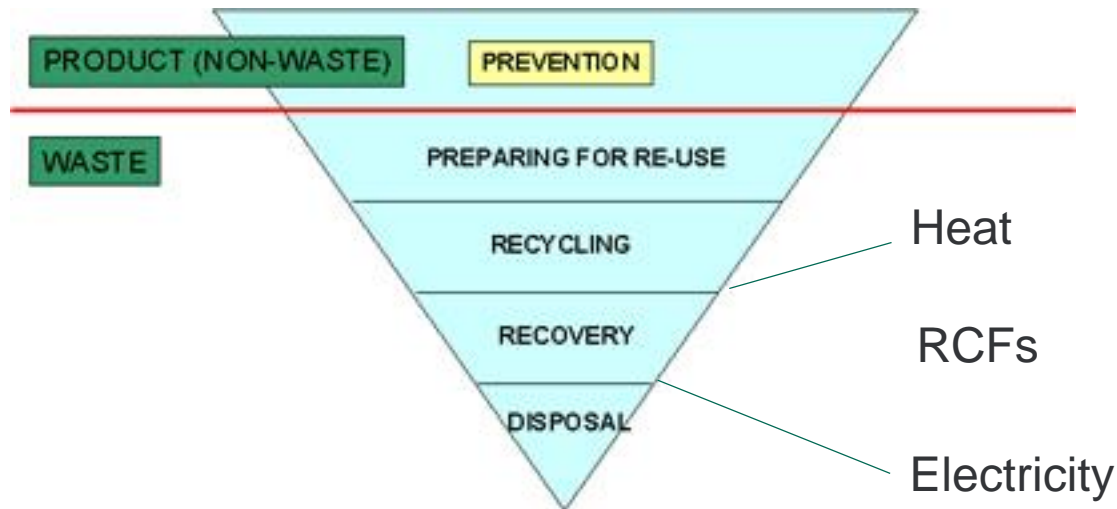 PRODUCT (NON-WASTE)
PREVENTION
WASTE
PREPARING FOR RE-USE
RECYCLING
Heat
RECOVERY
RCFs
DISPOSAL
Electricity